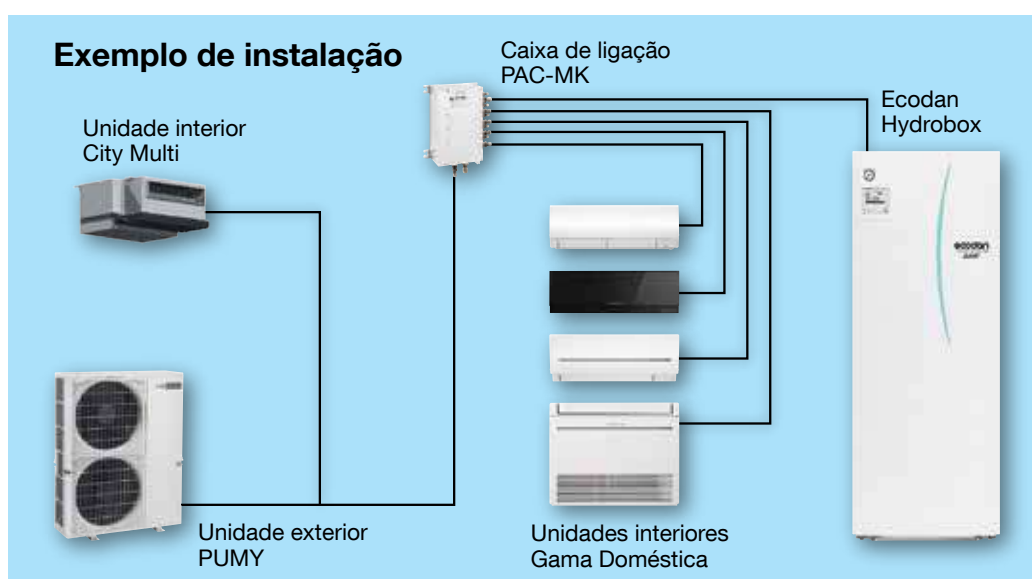 Exemplo de instalação
Caixa de ligação
PAC-MK
Ecodan
Hydrobox
Unidade interior
City Multi
ecodan
Unidade exterior
PUMY
Unidades interiores
Gama Doméstica